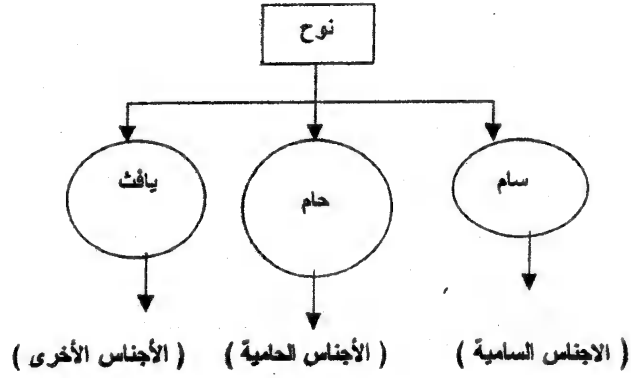 نوح
سام
حام
يافث
( الاجناس السامية )
( الأجناس الحامية )
( الأجناس الأخرى )